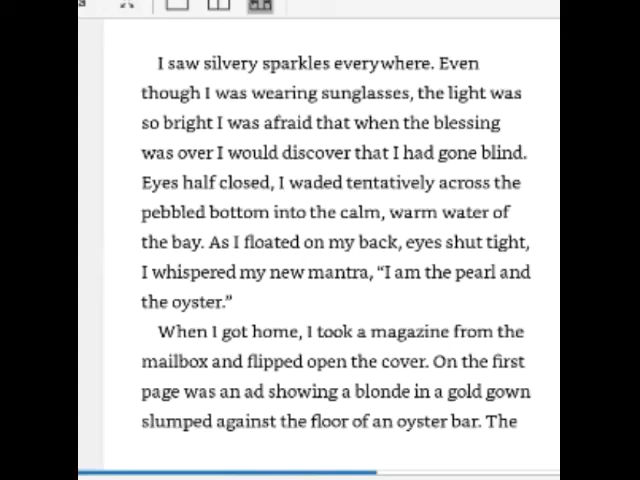 I saw silvery sparkles everywhere. Even
though I was wearing sunglasses, the light was
so bright I was afraid that when the blessing
was over I would discover that I had gone blind.
Eyes half closed, I waded tentatively across the
pebbled bottom into the calm, warm water of
the bay. As I floated on my back, eyes shut tight,
I whispered my new mantra, “I am the pearl and
the oyster.”
When I got home, I took a magazine from the
mailbox and flipped open the cover. On the first
page was an ad showing a blonde in a gold gown
slumped against the floor of an oyster bar. The